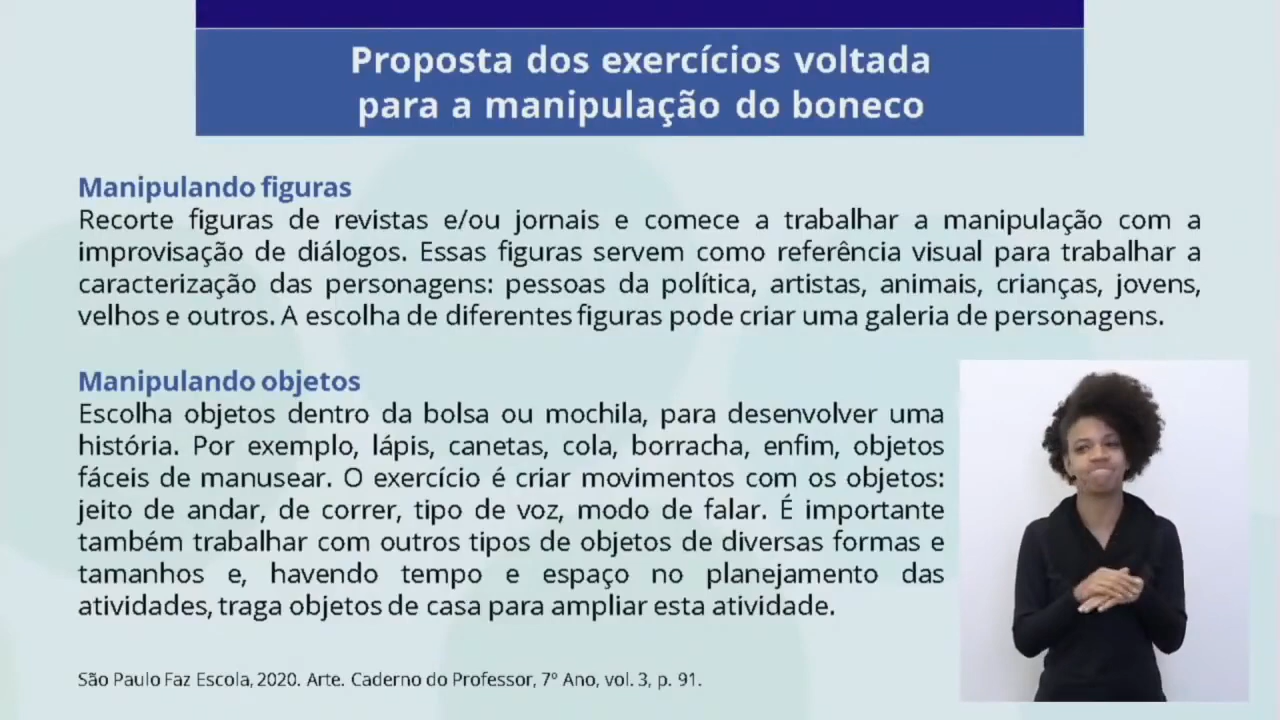 Proposta dos exercícios voltada
para a manipulação do boneco
Manipulando figuras
Recorte figuras de revistas e/ou jornais e comece a trabalhar a manipulação com a
improvisação de diálogos. Essas figuras servem como referência visual para trabalhar a
caracterização das personagens: pessoas da política, artistas, animais, crianças, jovens,
velhos e outros. A escolha de diferentes figuras pode criar uma galeria de personagens.
Manipulando objetos
Escolha objetos dentro da bolsa ou mochila, para desenvolver uma
história. Por exemplo, lápis, canetas, cola, borracha, enfim, objetos
fáceis de manusear. O exercício é criar movimentos com os objetos:
jeito de andar, de correr, tipo de voz, modo de falar. É importante
também trabalhar com outros tipos de objetos de diversas formas e
tamanhos e, havendo tempo e espaço no planejamento das
atividades, traga objetos de casa para ampliar esta atividade.
São Paulo Faz Escola, 2020. Arte. Caderno do Professor, 7º Ano, vol. 3, p. 91.